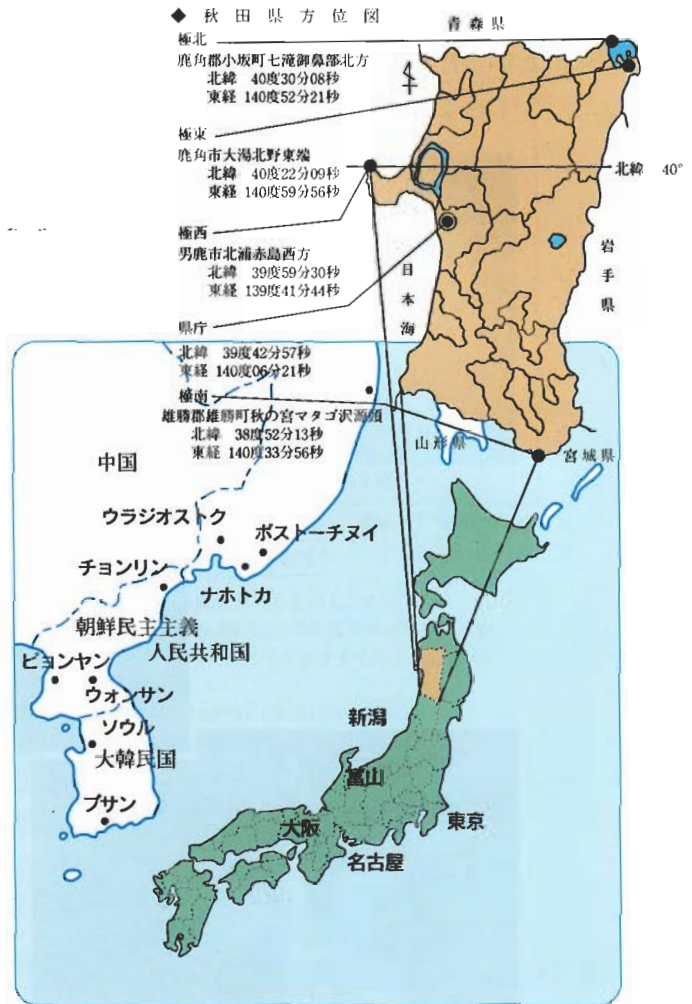 ◆ 秋田県方位図
青森県
極北
鹿角郡小坂町七滝御鼻部北方
北緯 40度30分08秒
東経 140度52分21秒
極東
鹿角市大湯北野東端
北緯 40度22分09秒
東経 140度59分56秒
北緯 40°
極西
男鹿市北浦赤島西方
北緯 39度59分30秒
東経 139度41分44秒
日本海
岩手県
県庁
北緯 39度42分57秒
東経 140度06分21秒
極南
雄勝郡雄勝町秋の宮マタゴ沢源頭
北緯 38度52分13秒
東経 140度33分56秒
山形県
宮城県
中国
ウラジオストク
ボストーチヌイ
チョンリン
ナホトカ
朝鮮民主主義
人民共和国
ピョンヤン
ウォンサン
ソウル
大韓民国
プサン
新潟
富山
大阪
東京
名古屋